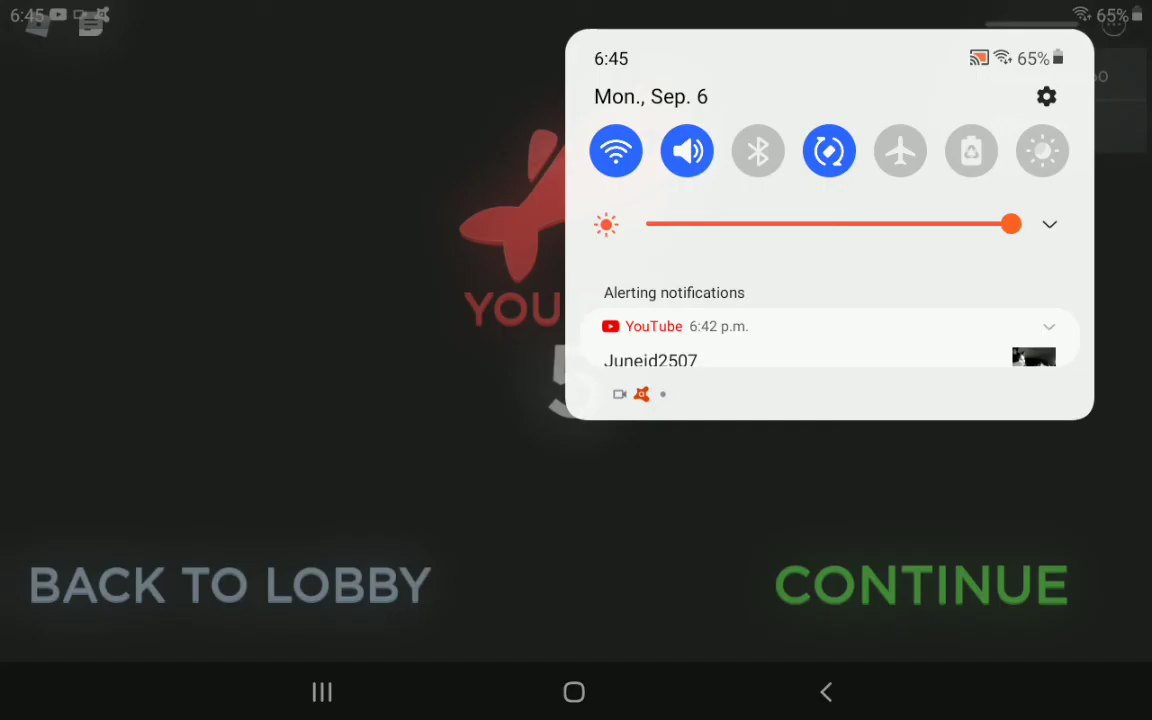 6:45
65%
6:45
65%
Mon., Sep. 6
Alerting notifications
YouTube 6:42 p.m.
Juneid2507
YOU
5
BACK TO LOBBY
CONTINUE